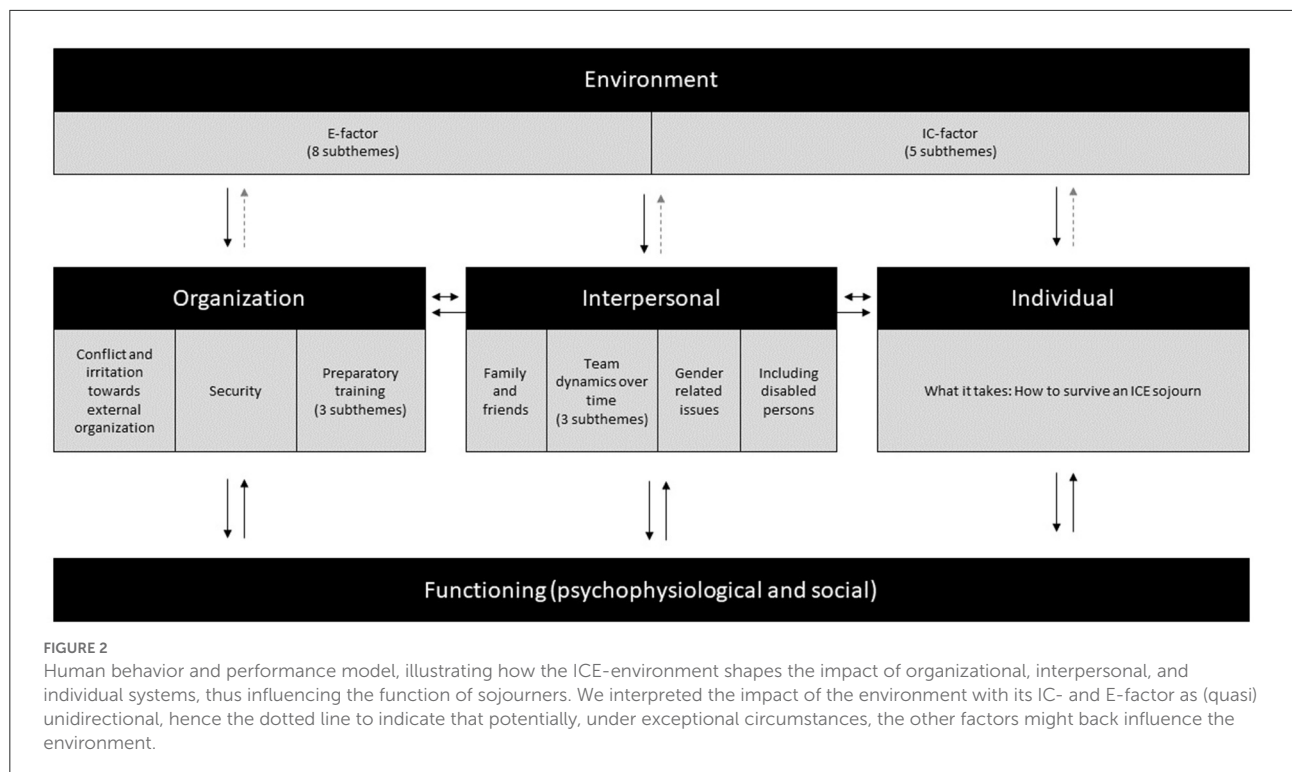 Environment
E-factor
(8 subthemes)
IC-factor
(5 subthemes)
Organization
Interpersonal
Individual
Conflict and
irritation
towards
external
organization
Security
Preparatory
training
(3 subthemes)
Family
and
friends
Team
dynamics over
time
(3 subthemes)
Gender
related
issues
Including
disabled
persons
What it takes: How to survive an ICE sojourn
Functioning (psychophysiological and social)
FIGURE 2
Human behavior and performance model, illustrating how the ICE-environment shapes the impact of organizational, interpersonal, and
individual systems, thus influencing the function of sojourners. We interpreted the impact of the environment with its IC- and E-factor as (quasi)
unidirectional, hence the dotted line to indicate that potentially, under exceptional circumstances, the other factors might back influence the
environment.